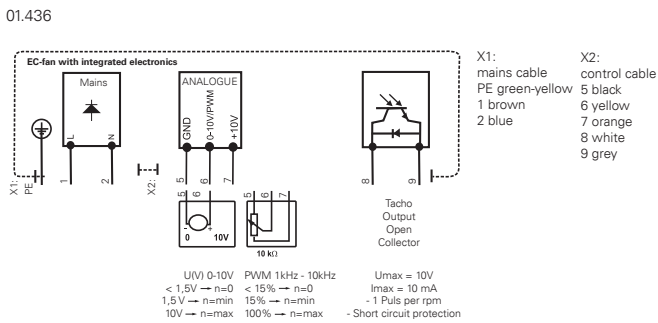 01.436
EC-fan with integrated electronics
Mains
L
N
ANALOGUE
GND
0-10V/PWM
+10V
X1:
PE
1
2
X2:
5
6
7
8
9
5
6
5
6
7
- +
0 10V
10 kΩ
Tacho
Output
Open
Collector
U(V) 0-10V
< 1,5V → n=0
1,5 V → n=min
10V → n=max
PWM 1kHz - 10kHz
< 15% → n=0
15% → n=min
100% → n=max
Umax = 10V
Imax = 10 mA
- 1 Puls per rpm
- Short circuit protection
X1:
mains cable
PE green-yellow
1 brown
2 blue
X2:
control cable
5 black
6 yellow
7 orange
8 white
9 grey